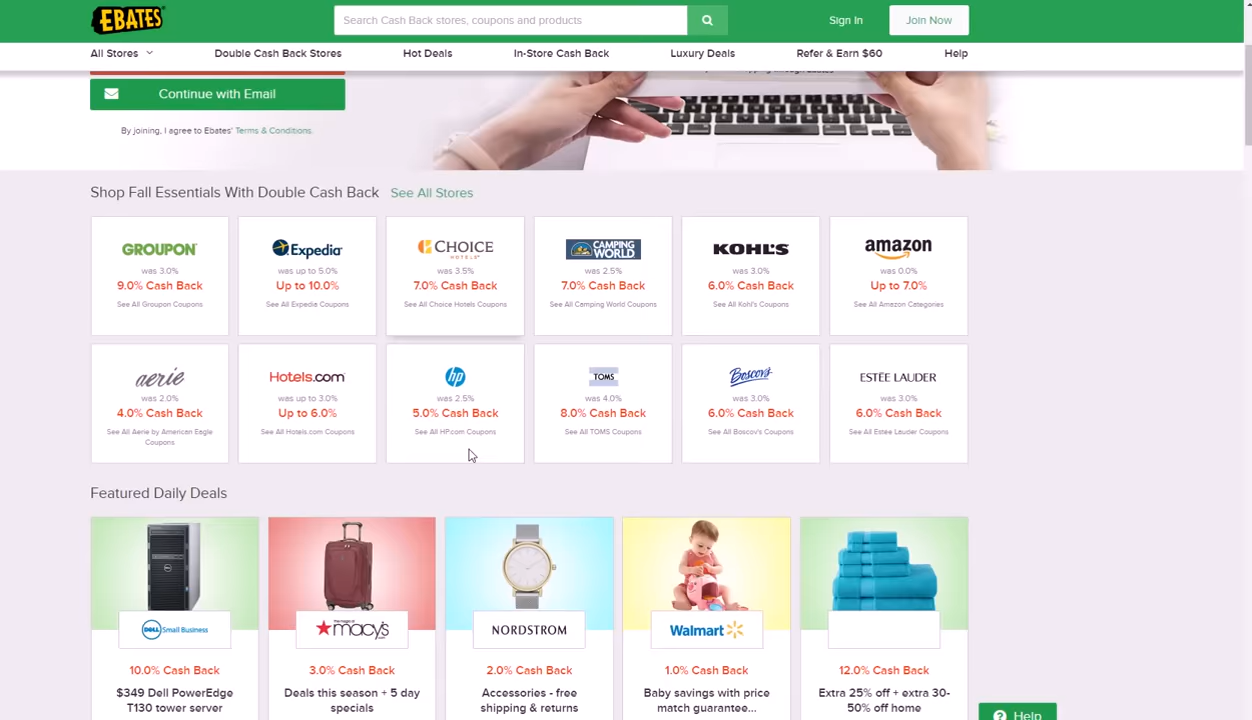 EBATES
Search Cash Back stores, coupons and products
Sign In
Join Now
All Stores
Double Cash Back Stores
Hot Deals
In-Store Cash Back
Luxury Deals
Refer & Earn $60
Help
Continue with Email
By joining, I agree to Ebates' Terms & Conditions.
Shop Fall Essentials With Double Cash Back See All Stores
GROUPON
was 3.0%
9.0% Cash Back
See All Groupon Coupons
Expedia
was up to 5.0%
Up to 10.0%
See All Expedia Coupons
CHOICE
HOTELS
was 3.5%
7.0% Cash Back
See All Choice Hotels Coupons
CAMPING
WORLD
was 2.5%
7.0% Cash Back
See All Camping World Coupons
KOHL'S
was 3.0%
6.0% Cash Back
See All Kohl's Coupons
amazon
was 0.0%
Up to 7.0%
See All Amazon Categories
aerie
was 2.0%
4.0% Cash Back
See All Aerie by American Eagle
Coupons
Hotels.com
was up to 3.0%
Up to 6.0%
See All Hotels.com Coupons
hp
was 2.5%
5.0% Cash Back
See All HP.com Coupons
TOMS
was 4.0%
8.0% Cash Back
See All TOMS Coupons
Boscov's
was 3.0%
6.0% Cash Back
See All Boscov's Coupons
ESTĒE LAUDER
was 3.0%
6.0% Cash Back
See All Estée Lauder Coupons
Featured Daily Deals
DELL Small Business
10.0% Cash Back
$349 Dell PowerEdge
T130 tower server
the magic of
macy's
3.0% Cash Back
Deals this season + 5 day
specials
NORDSTROM
2.0% Cash Back
Accessories - free
shipping & returns
Walmart
1.0% Cash Back
Baby savings with price
match guarantee...
12.0% Cash Back
Extra 25% off + extra 30-
50% off home
Help